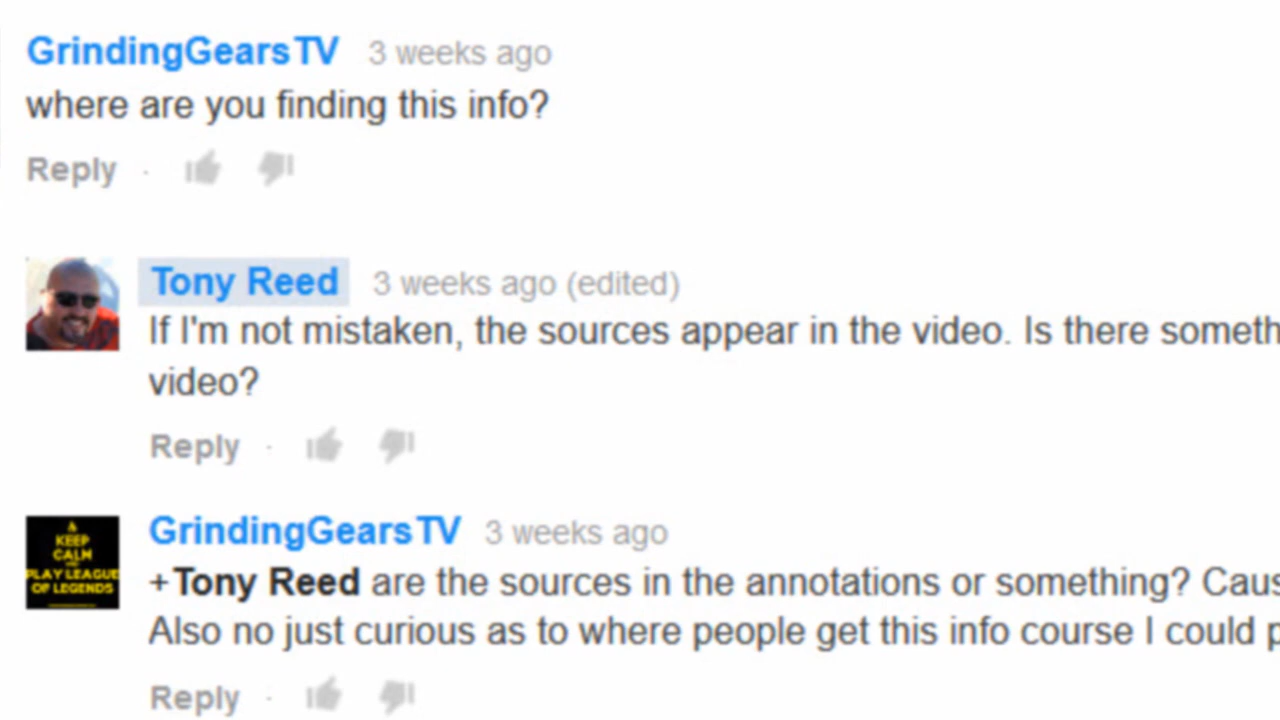 GrindingGearsTV 3 weeks ago
where are you finding this info?
Reply ·
Tony Reed 3 weeks ago (edited)
If I'm not mistaken, the sources appear in the video. Is there someth
video?
Reply ·
KEEP
CALM
AND
PLAY LEAGUE
OF LEGENDS
GrindingGearsTV 3 weeks ago
+Tony Reed are the sources in the annotations or something? Caus
Also no just curious as to where people get this info course I could p
Reply ·